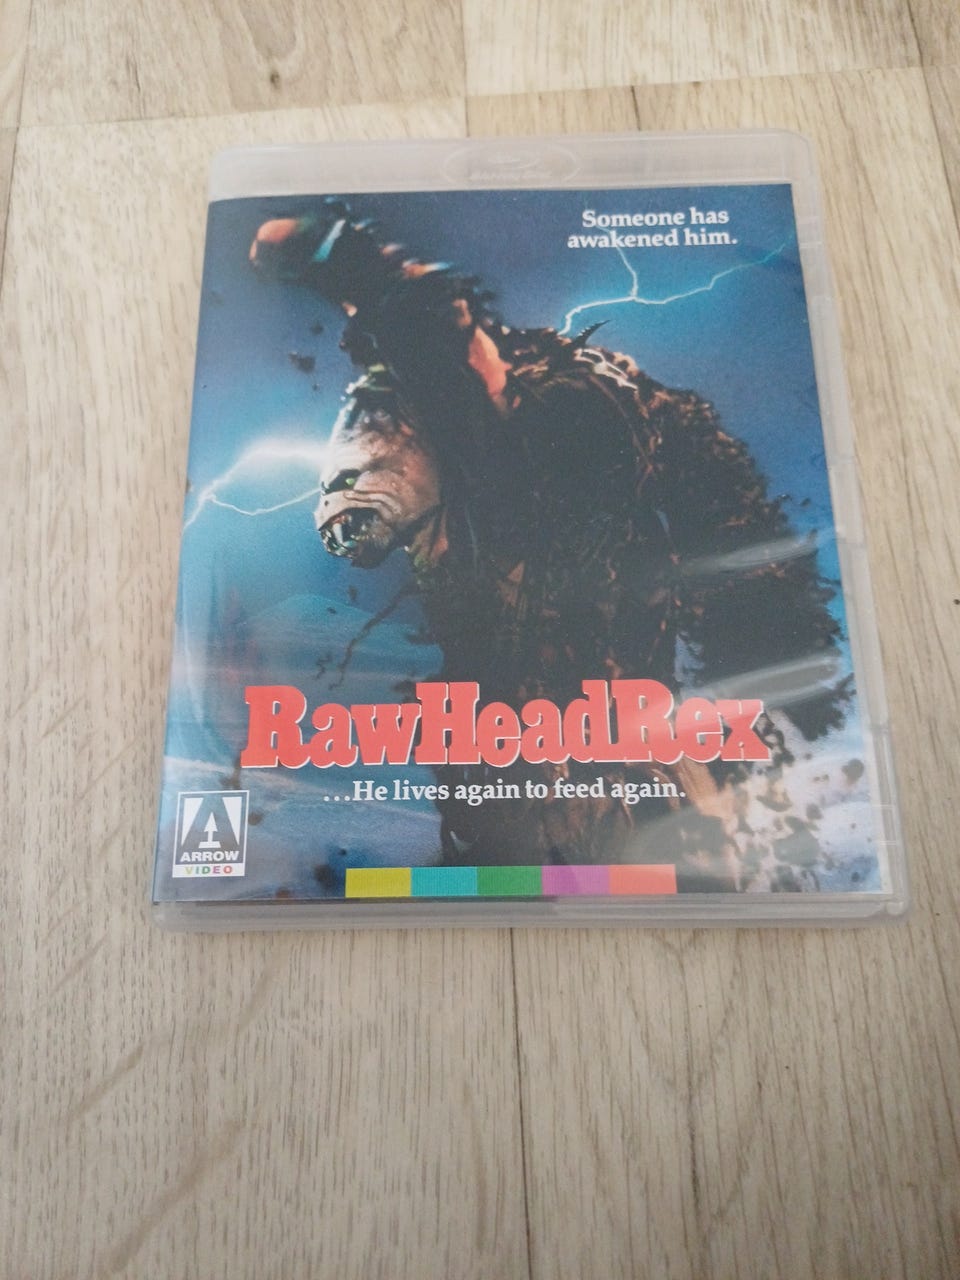 Someone has
awakened him.
RawHeadRex
...He lives again to feed again.
ARROW
VIDEO